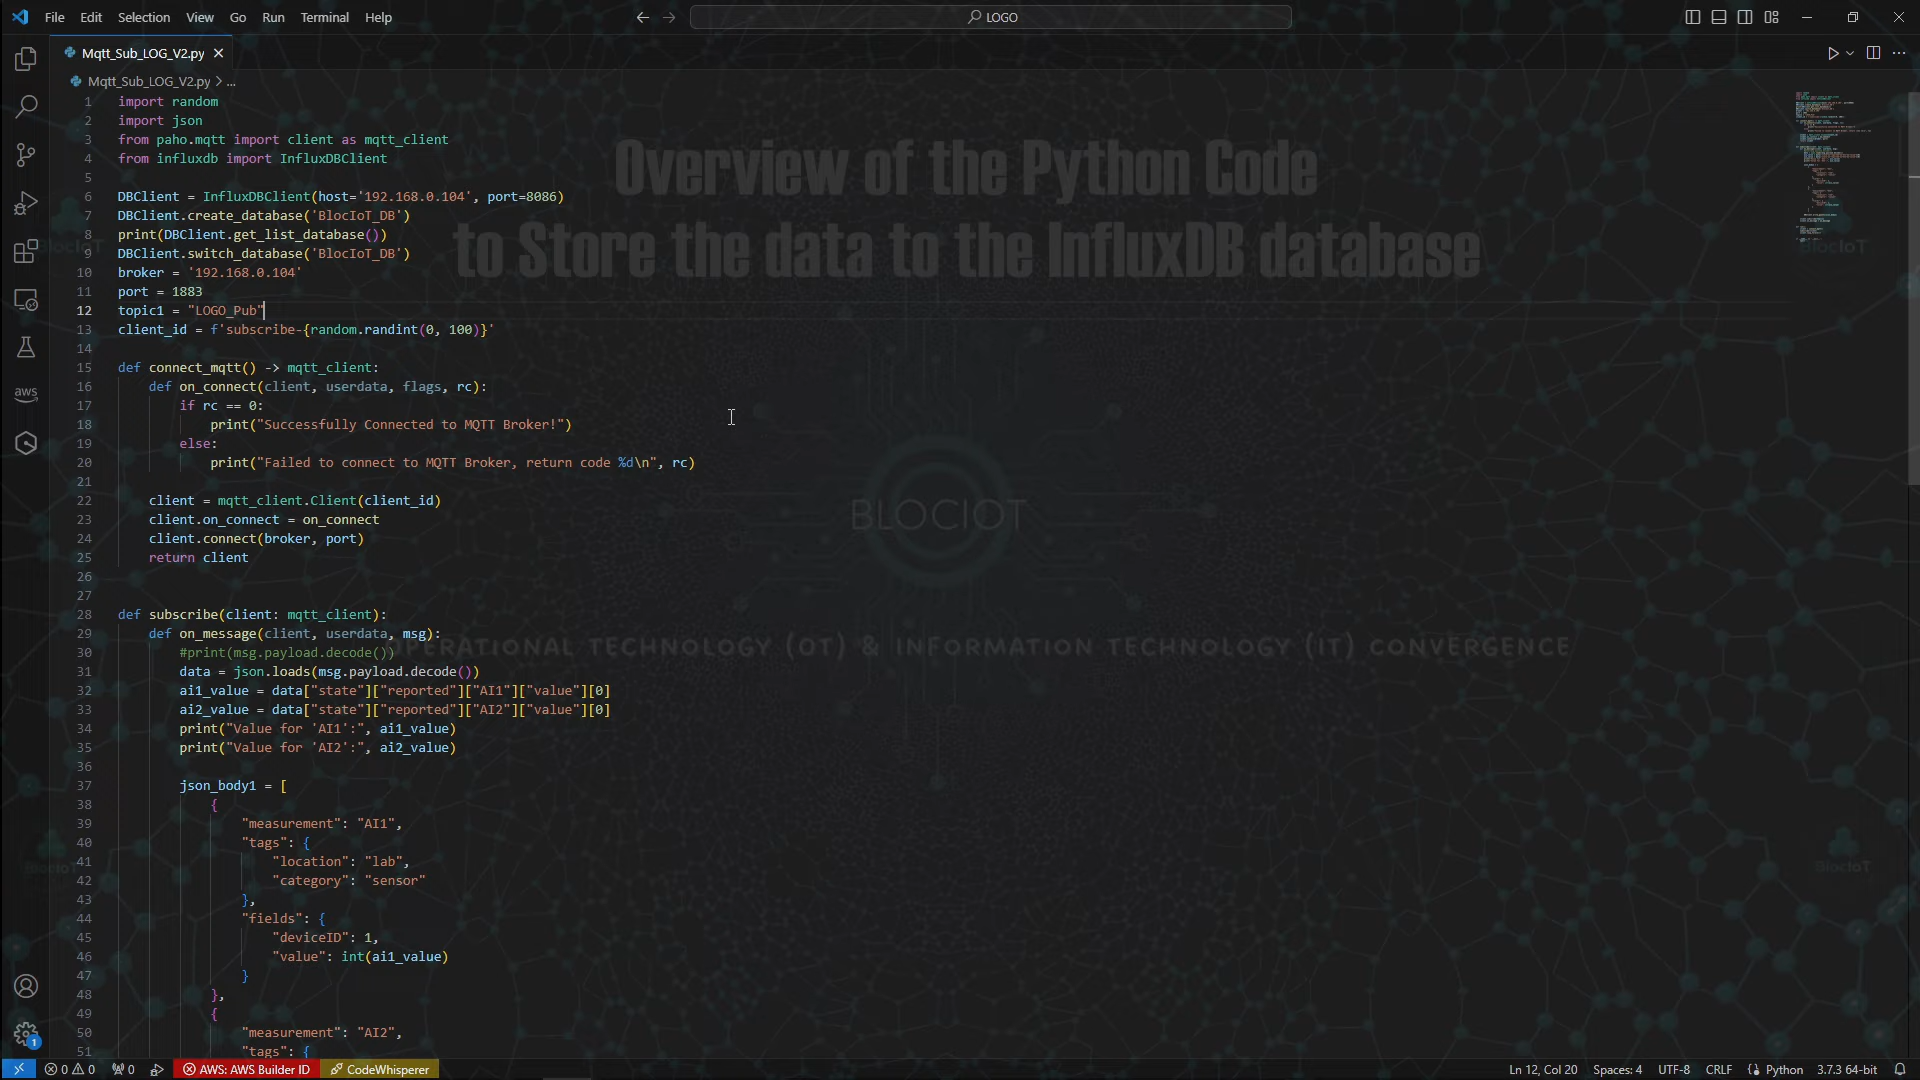 File Edit Selection View Go Run Terminal Help
LOGO
Mqtt_Sub_LOG_V2.py
Mqtt_Sub_LOG_V2.py > ...
Overview of the Python Code
to Store the data to the InfluxDB database
1 import random
2 import json
3 from paho.mqtt import client as mqtt_client
4 from influxdb import InfluxDBClient
5
6 DBClient = InfluxDBClient(host='192.168.0.104', port=8086)
7 DBClient.create_database('BlocIoT_DB')
8 print(DBClient.get_list_database())
9 DBClient.switch_database('BlocIoT_DB')
10 broker = '192.168.0.104'
11 port = 1883
12 topic1 = "LOGO_Pub"
13 client_id = f'subscribe-{random.randint(0, 100)}'
14
15 def connect_mqtt() -> mqtt_client:
16 def on_connect(client, userdata, flags, rc):
17 if rc == 0:
18 print("Successfully Connected to MQTT Broker!")
19 else:
20 print("Failed to connect to MQTT Broker, return code %d\n", rc)
21
22 client = mqtt_client.Client(client_id)
23 client.on_connect = on_connect
24 client.connect(broker, port)
25 return client
26
27
28 def subscribe(client: mqtt_client):
29 def on_message(client, userdata, msg):
30 #print(msg.payload.decode())
31 data = json.loads(msg.payload.decode())
32 ai1_value = data["state"]["reported"]["AI1"]["value"][0]
33 ai2_value = data["state"]["reported"]["AI2"]["value"][0]
34 print("Value for 'AI1':", ai1_value)
35 print("Value for 'AI2':", ai2_value)
36
37 json_body1 = [
38 {
39 "measurement": "AI1",
40 "tags": {
41 "location": "lab",
42 "category": "sensor"
43 },
44 "fields": {
45 "deviceID": 1,
46 "value": int(ai1_value)
47 }
48 },
49 {
50 "measurement": "AI2",
51 "tags": {
BLOCIOT
OPERATIONAL TECHNOLOGY (OT) & INFORMATION TECHNOLOGY (IT) CONVERGENCE
BlocIoT
BlocIoT
BlocIoT
BlocIoT
aws
1
0 0 0 AWS: AWS Builder ID CodeWhisperer Ln 12, Col 20 Spaces: 4 UTF-8 CRLF Python 3.7.3 64-bit